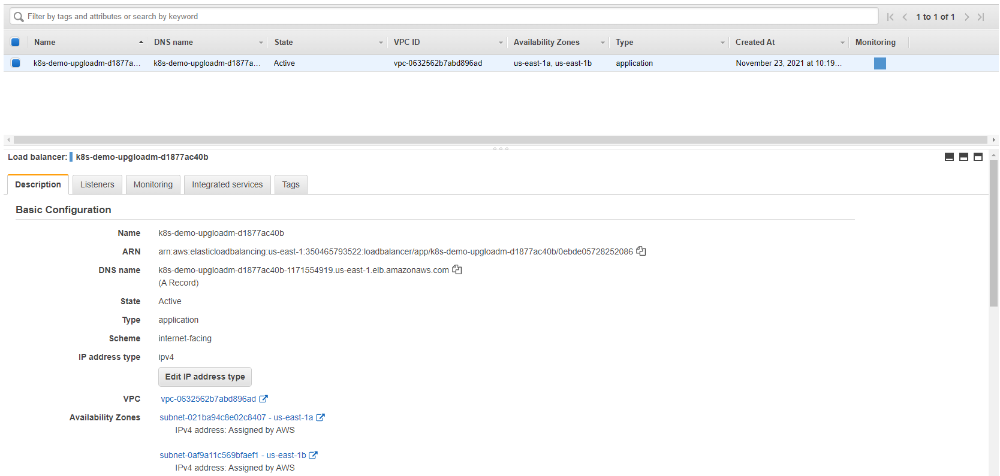 Filter by tags and attributes or search by keyword
1 to 1 of 1
Name DNS name State VPC ID Availability Zones Type Created At Monitoring
k8s-demo-upgloadm-d1877a... k8s-demo-upgloadm-d1877a... Active vpc-0632562b7abd896ad us-east-1a, us-east-1b application November 23, 2021 at 10:19...
Load balancer: k8s-demo-upgloadm-d1877ac40b
Description Listeners Monitoring Integrated services Tags
Basic Configuration
Name k8s-demo-upgloadm-d1877ac40b
ARN arn:aws:elasticloadbalancing:us-east-1:350465793522:loadbalancer/app/k8s-demo-upgloadm-d1877ac40b/0ebde05728252086
DNS name k8s-demo-upgloadm-d1877ac40b-1171554919.us-east-1.elb.amazonaws.com
(A Record)
State Active
Type application
Scheme internet-facing
IP address type ipv4
Edit IP address type
VPC vpc-0632562b7abd896ad
Availability Zones subnet-021ba94c8e02c8407 - us-east-1a
IPv4 address: Assigned by AWS
subnet-0af9a11c569bfaef1 - us-east-1b
IPv4 address: Assigned by AWS